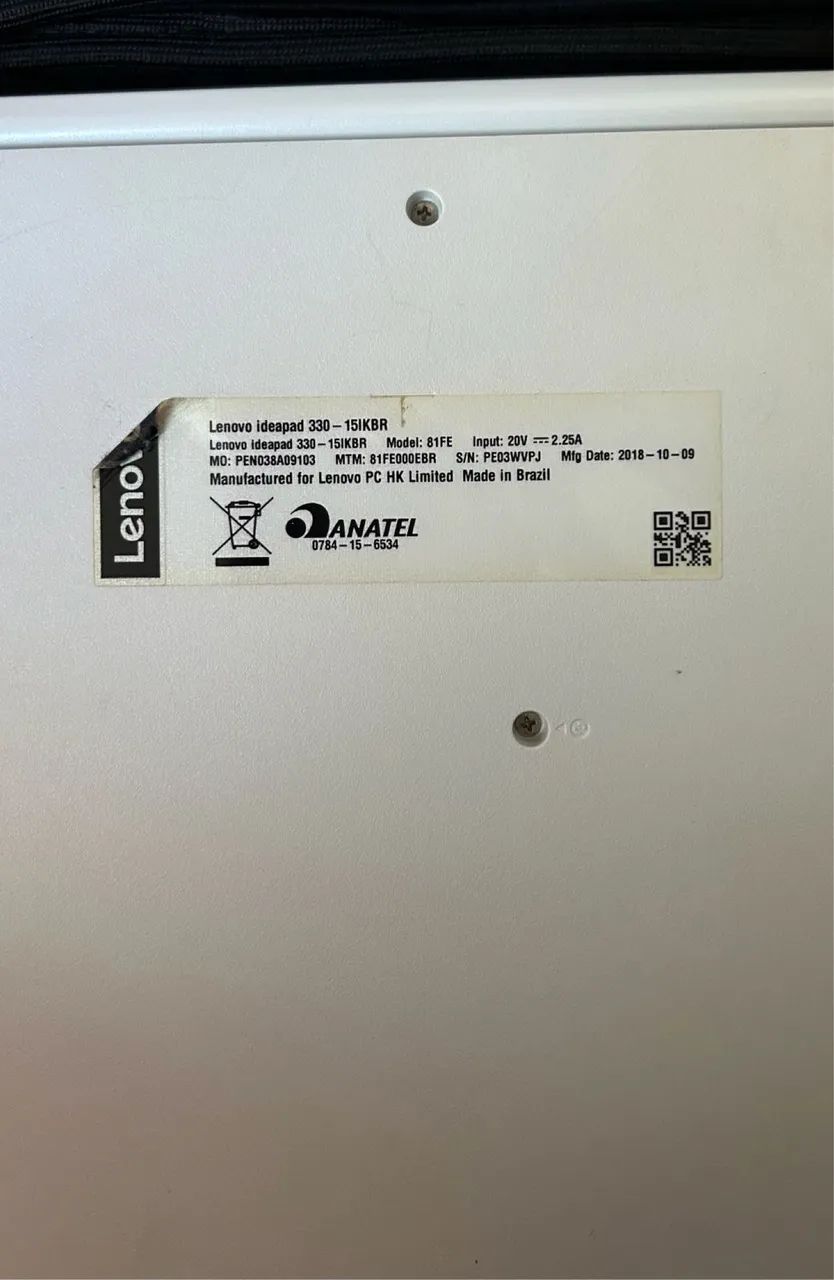 Lenovo ideapad 330-15IKBR
Lenovo ideapad 330-15IKBR Model: 81FE Input: 20V ⎓ 2.25A
MO: PEN038A09103 MTM: 81FE000EBR S/N: PE03WVPJ Mfg Date: 2018-10-09
Manufactured for Lenovo PC HK Limited Made in Brazil
ANATEL
0784-15-6534
Lenov